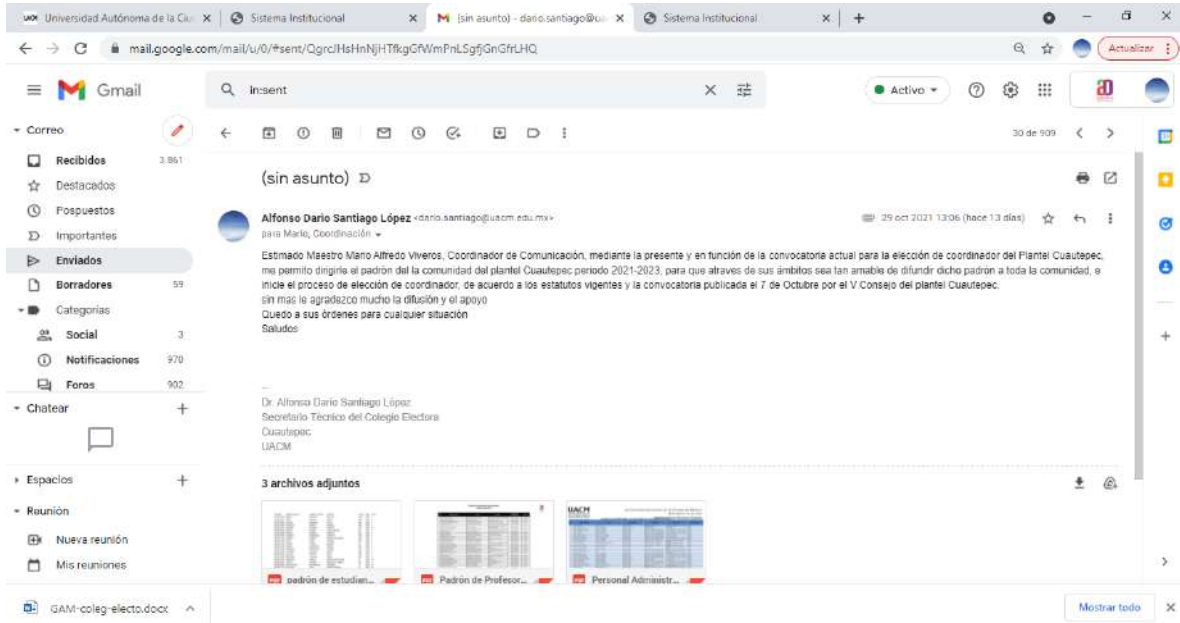 Universidad Autónoma de la Ciu
Sistema Institucional
(sin asunto) - dario.santiago@ua
Sistema Institucional
mail.google.com/mail/u/0/#sent/QgrcJHsHnNjHTfkgGfWmPnLSgfjGnGfrLHQ
Actualizar
Gmail
in:sent
Activo
Correo
30 de 909
Recibidos 3.861
Destacados
Pospuestos
Importantes
Enviados
Borradores 59
Categorías
Social 3
Notificaciones 970
Foros 902
Chatear
Espacios
Reunión
Nueva reunión
Mis reuniones
(sin asunto)
Alfonso Dario Santiago López <dario.santiago@uacm.edu.mx>
29 oct 2021 13:06 (hace 13 días)
para Mario, Coordinación
Estimado Maestro Mario Alfredo Viveros, Coordinador de Comunicación, mediante la presente y en función de la convocatoria actual para la elección de coordinador del Plantel Cuautepec,
me permito dirigirle el padrón del la comunidad del plantel Cuautepec periodo 2021-2023, para que atraves de sus ámbitos sea tan amable de difundir dicho padrón a toda la comunidad, e
inicie el proceso de elección de coordinador, de acuerdo a los estatutos vigentes y la convocatoria publicada el 7 de Octubre por el V Consejo del plantel Cuautepec.
sin mas le agradezco mucho la difusión y el apoyo
Quedo a sus órdenes para cualquier situación
Saludos
--
Dr. Alfonso Dario Santiago López
Secretario Técnico del Colegio Electora
Cuautepec
UACM
3 archivos adjuntos
UACM
PDF padrón de estudian...
PDF Padrón de Profesor...
PDF Personal Administr...
GAM-coleg-electo.docx
Mostrar todo